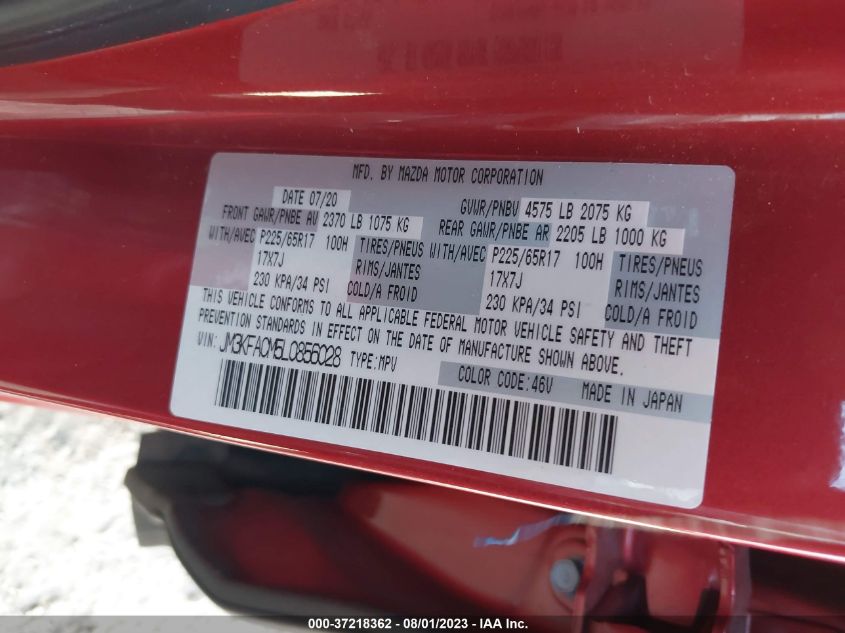 MFD. BY MAZDA MOTOR CORPORATION
DATE 07/20 GVWR/PNBV 4575 LB 2075 KG
FRONT GAWR/PNBE AV 2370 LB 1075 KG REAR GAWR/PNBE AR 2205 LB 1000 KG
WITH/AVEC P225/65R17 100H TIRES/PNEUS WITH/AVEC P225/65R17 100H TIRES/PNEUS
17X7J RIMS/JANTES 17X7J RIMS/JANTES
230 KPA/34 PSI COLD/A FROID 230 KPA/34 PSI COLD/A FROID
THIS VEHICLE CONFORMS TO ALL APPLICABLE FEDERAL MOTOR VEHICLE SAFETY AND THEFT
PREVENTION STANDARDS IN EFFECT ON THE DATE OF MANUFACTURE SHOWN ABOVE.
VIN: JM3KFACM5L0856028 TYPE:MPV
COLOR CODE:46V MADE IN JAPAN
000-37218362 - 08/01/2023 - IAA Inc.